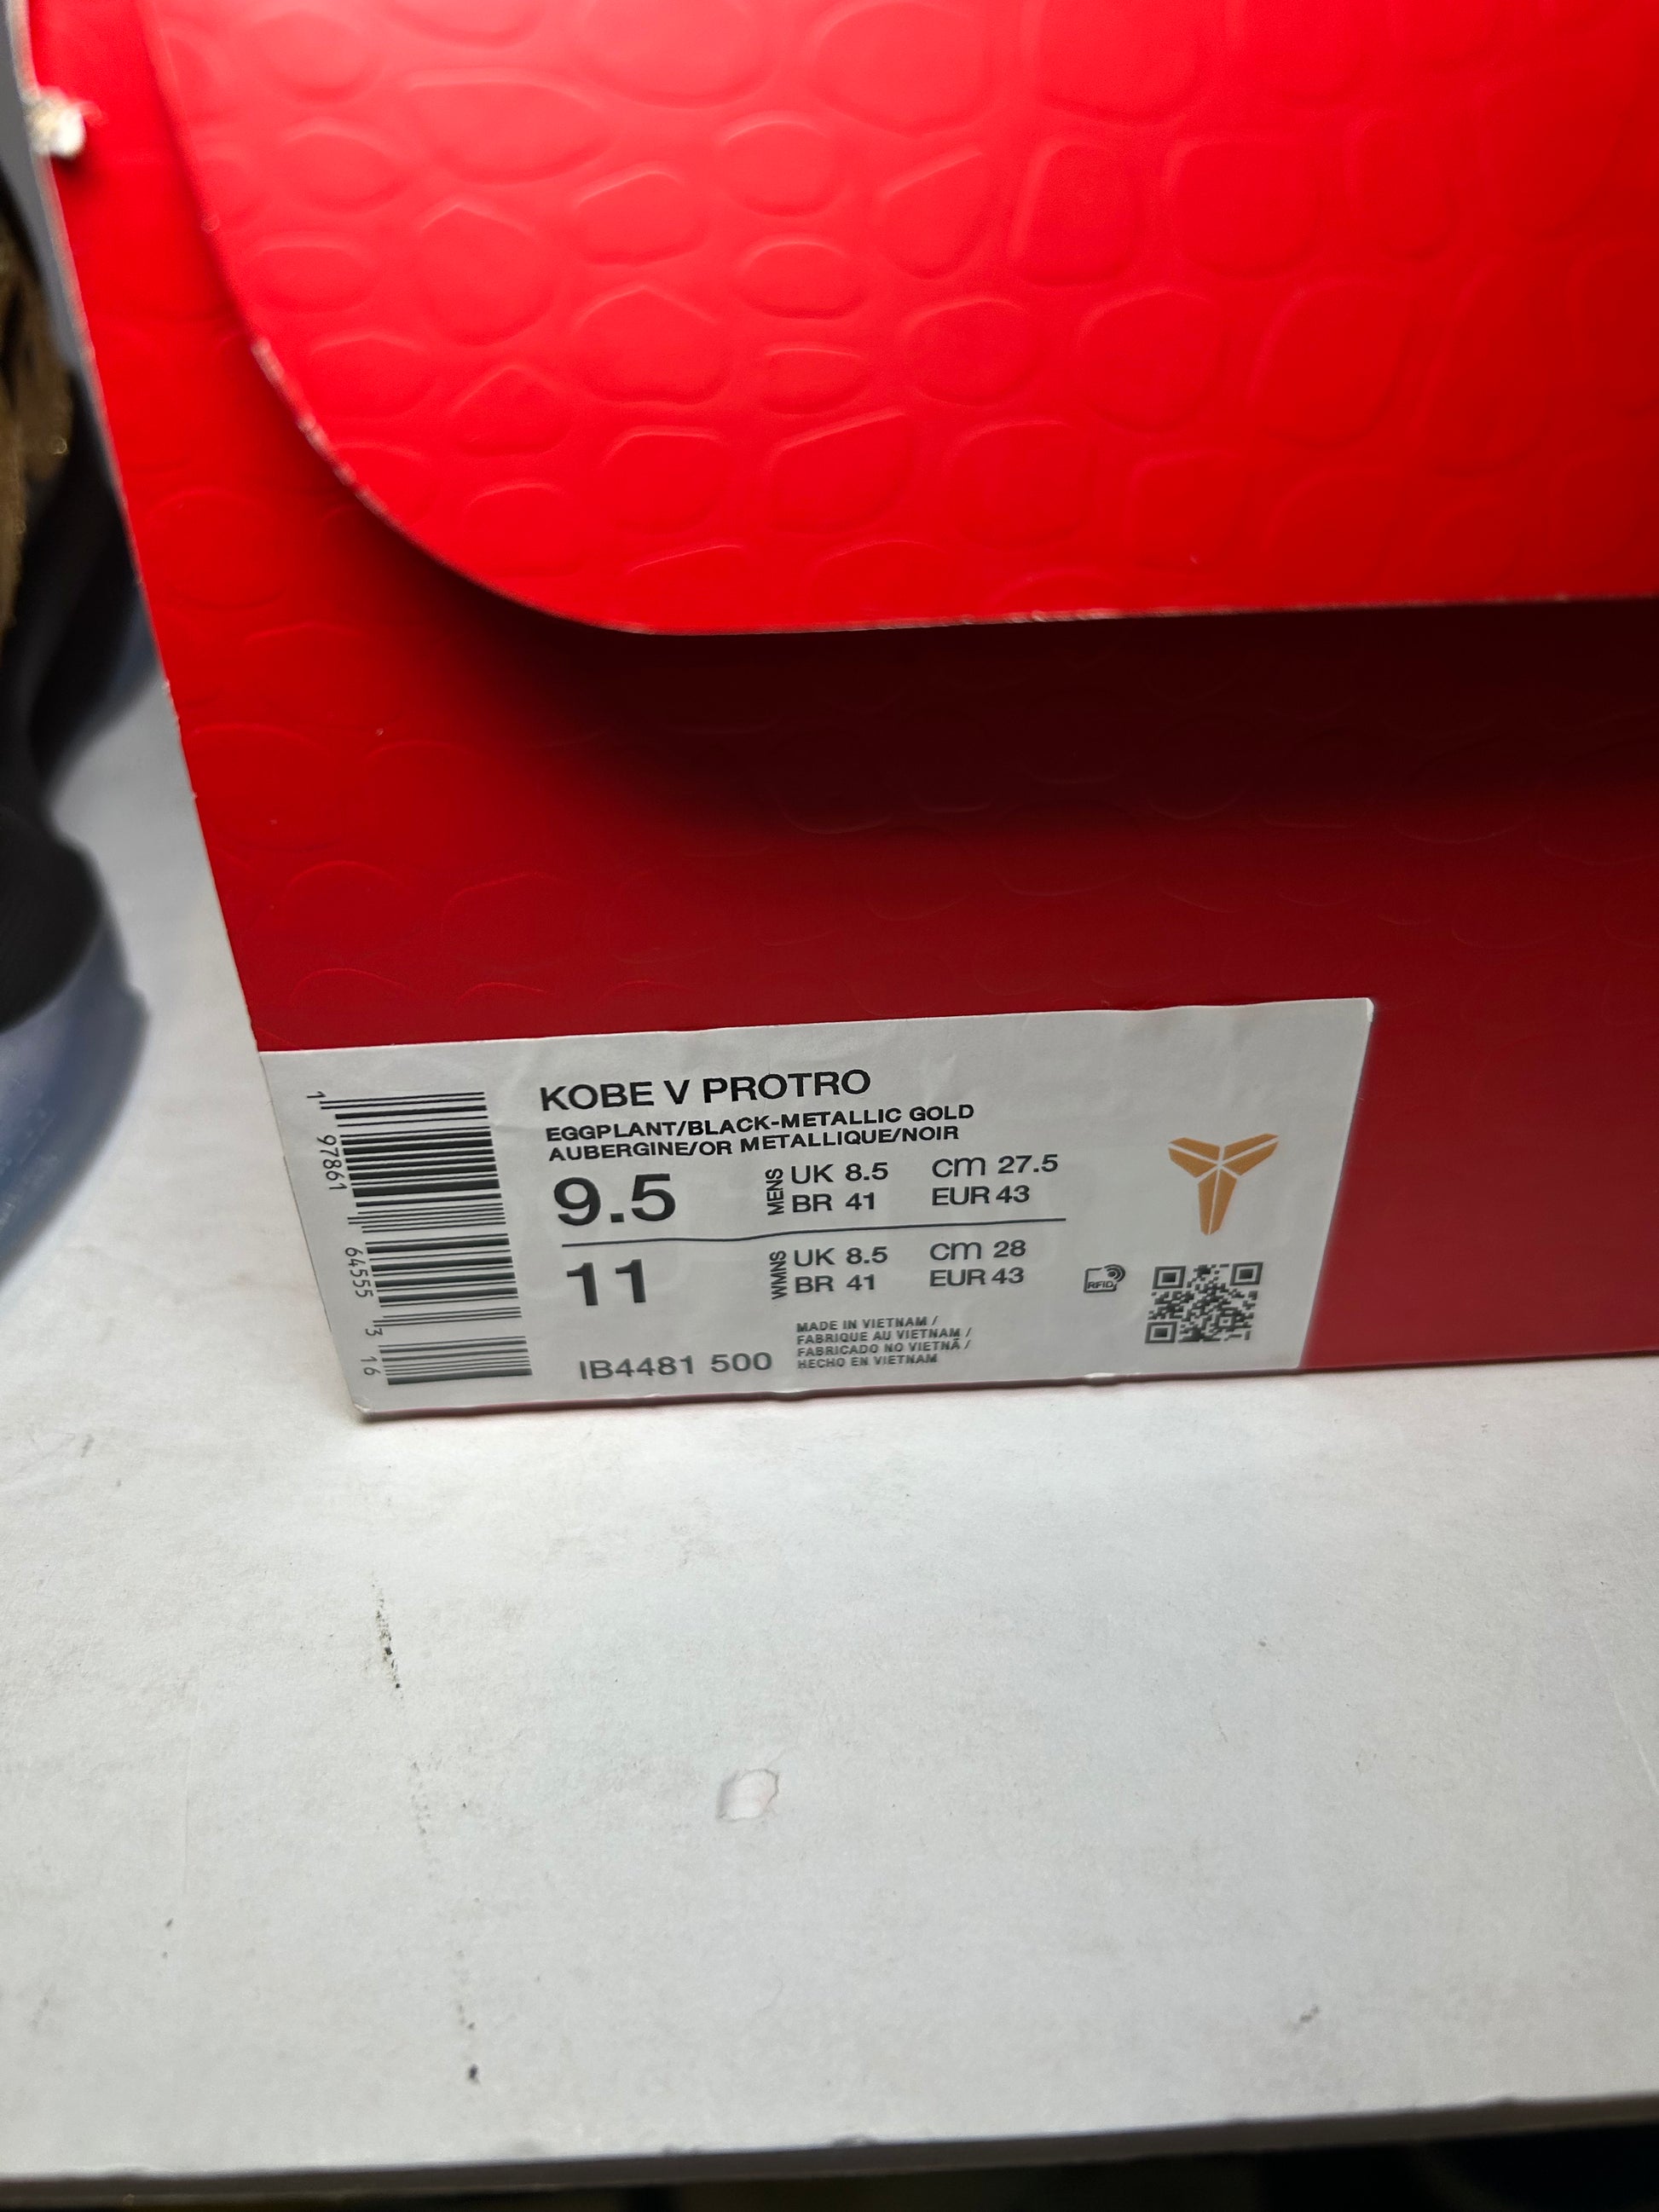 KOBE V PROTRO
EGGPLANT/BLACK-METALLIC GOLD
AUBERGINE/OR METALLIQUE/NOIR
9.5 MENS UK 8.5 cm 27.5
BR 41 EUR 43
11 WMNS UK 8.5 cm 28
BR 41 EUR 43
RFID
MADE IN VIETNAM /
FABRIQUE AU VIETNAM /
FABRICADO NO VIETNÃ /
HECHO EN VIETNAM
IB4481 500
1 97861 64555 3 16